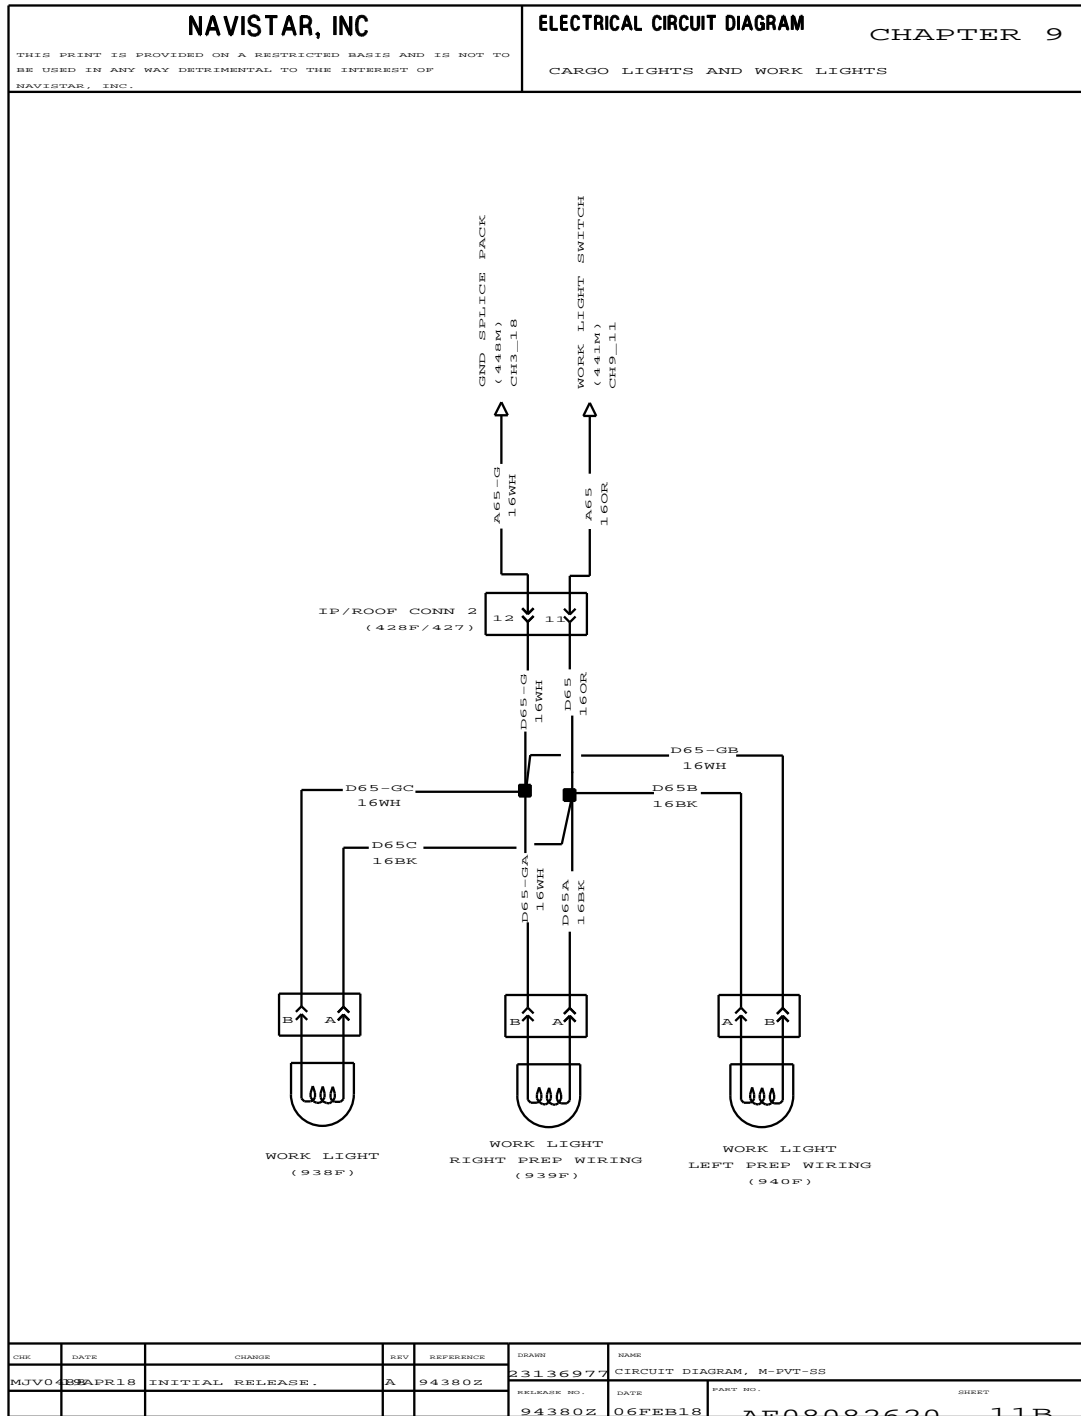 NAVISTAR, INC
THIS PRINT IS PROVIDED ON A RESTRICTED BASIS AND IS NOT TO
BE USED IN ANY WAY DETRIMENTAL TO THE INTEREST OF
NAVISTAR, INC.
ELECTRICAL CIRCUIT DIAGRAM
CHAPTER 9
CARGO LIGHTS AND WORK LIGHTS
GND SPLICE PACK
(448M)
CH3_18
WORK LIGHT SWITCH
(441M)
CH9_11
A65-G
16WH
A65
16OR
IP/ROOF CONN 2
(428F/427)
12
11
D65-G
16WH
D65
16OR
D65-GB
16WH
D65-GC
16WH
D65B
16BK
D65C
16BK
D65-GA
16WH
D65A
16BK
B
A
B
A
A
B
WORK LIGHT
(938F)
WORK LIGHT
RIGHT PREP WIRING
(939F)
WORK LIGHT
LEFT PREP WIRING
(940F)
CHK
DATE
CHANGE
REV
REFERENCE
APR18
INITIAL RELEASE.
A
94380Z
DRAWN
23136977
NAME
CIRCUIT DIAGRAM, M-PVT-SS
RELEASE NO.
94380Z
DATE
06FEB18
PART NO.
SHEET
11B